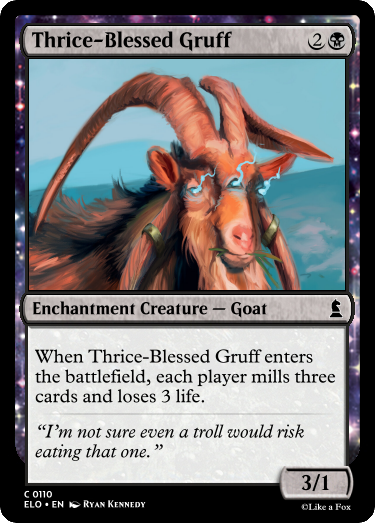 Thrice-Blessed Gruff 2
Enchantment Creature — Goat
When Thrice-Blessed Gruff enters
the battlefield, each player mills three
cards and loses 3 life.
“I’m not sure even a troll would risk
eating that one.”
3/1
C 0110
ELO • EN Ryan Kennedy
©Like a Fox